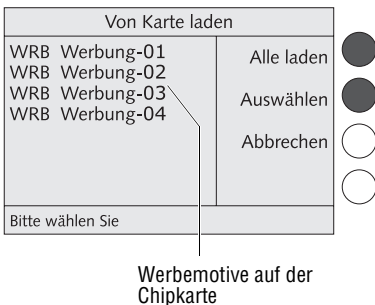 Von Karte laden
WRB Werbung-01
WRB Werbung-02
WRB Werbung-03
WRB Werbung-04
Alle laden
Auswählen
Abbrechen
Bitte wählen Sie
Werbemotive auf der
Chipkarte